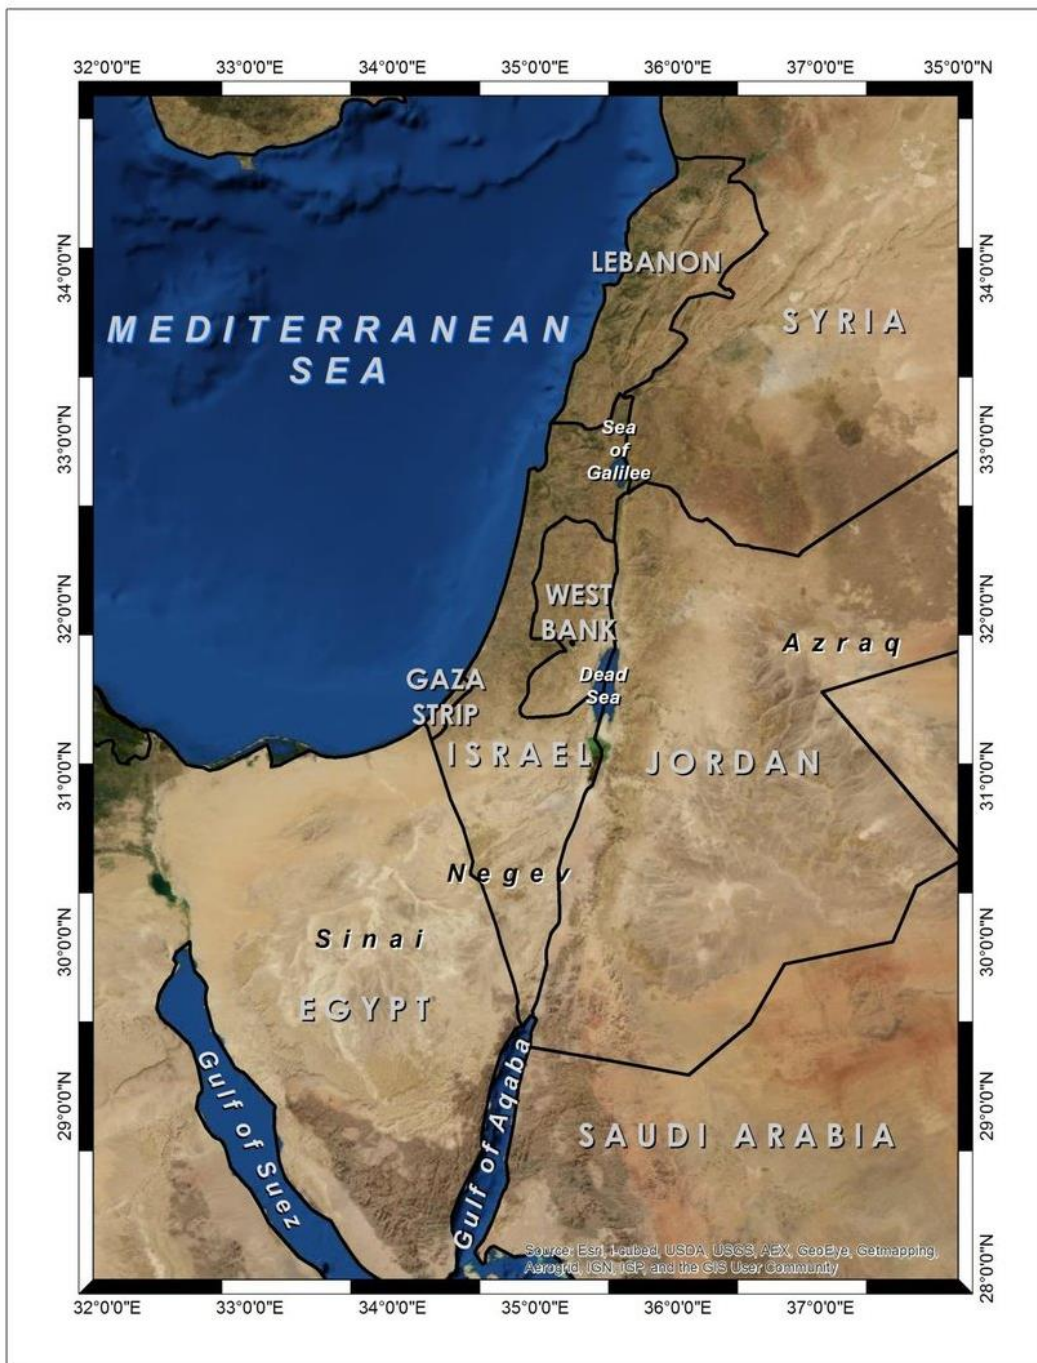 32°0'0"E 33°0'0"E 34°0'0"E 35°0'0"E 36°0'0"E 37°0'0"E 35°0'0"N
34°0'0"N
34°0'0"N
LEBANON
SYRIA
MEDITERRANEAN
SEA
33°0'0"N
33°0'0"N
Sea
of
Galilee
32°0'0"N
32°0'0"N
WEST
BANK
Azraq
GAZA
STRIP
Dead
Sea
31°0'0"N
31°0'0"N
ISRAEL
JORDAN
Negev
30°0'0"N
30°0'0"N
Sinai
EGYPT
29°0'0"N
29°0'0"N
Gulf of Suez
Gulf of Aqaba
SAUDI ARABIA
28°0'0"N
Source: Esri, i-cubed, USDA, USGS, AEX, GeoEye, Getmapping,
Aerogrid, IGN, IGP, and the GIS User Community
32°0'0"E 33°0'0"E 34°0'0"E 35°0'0"E 36°0'0"E 37°0'0"E